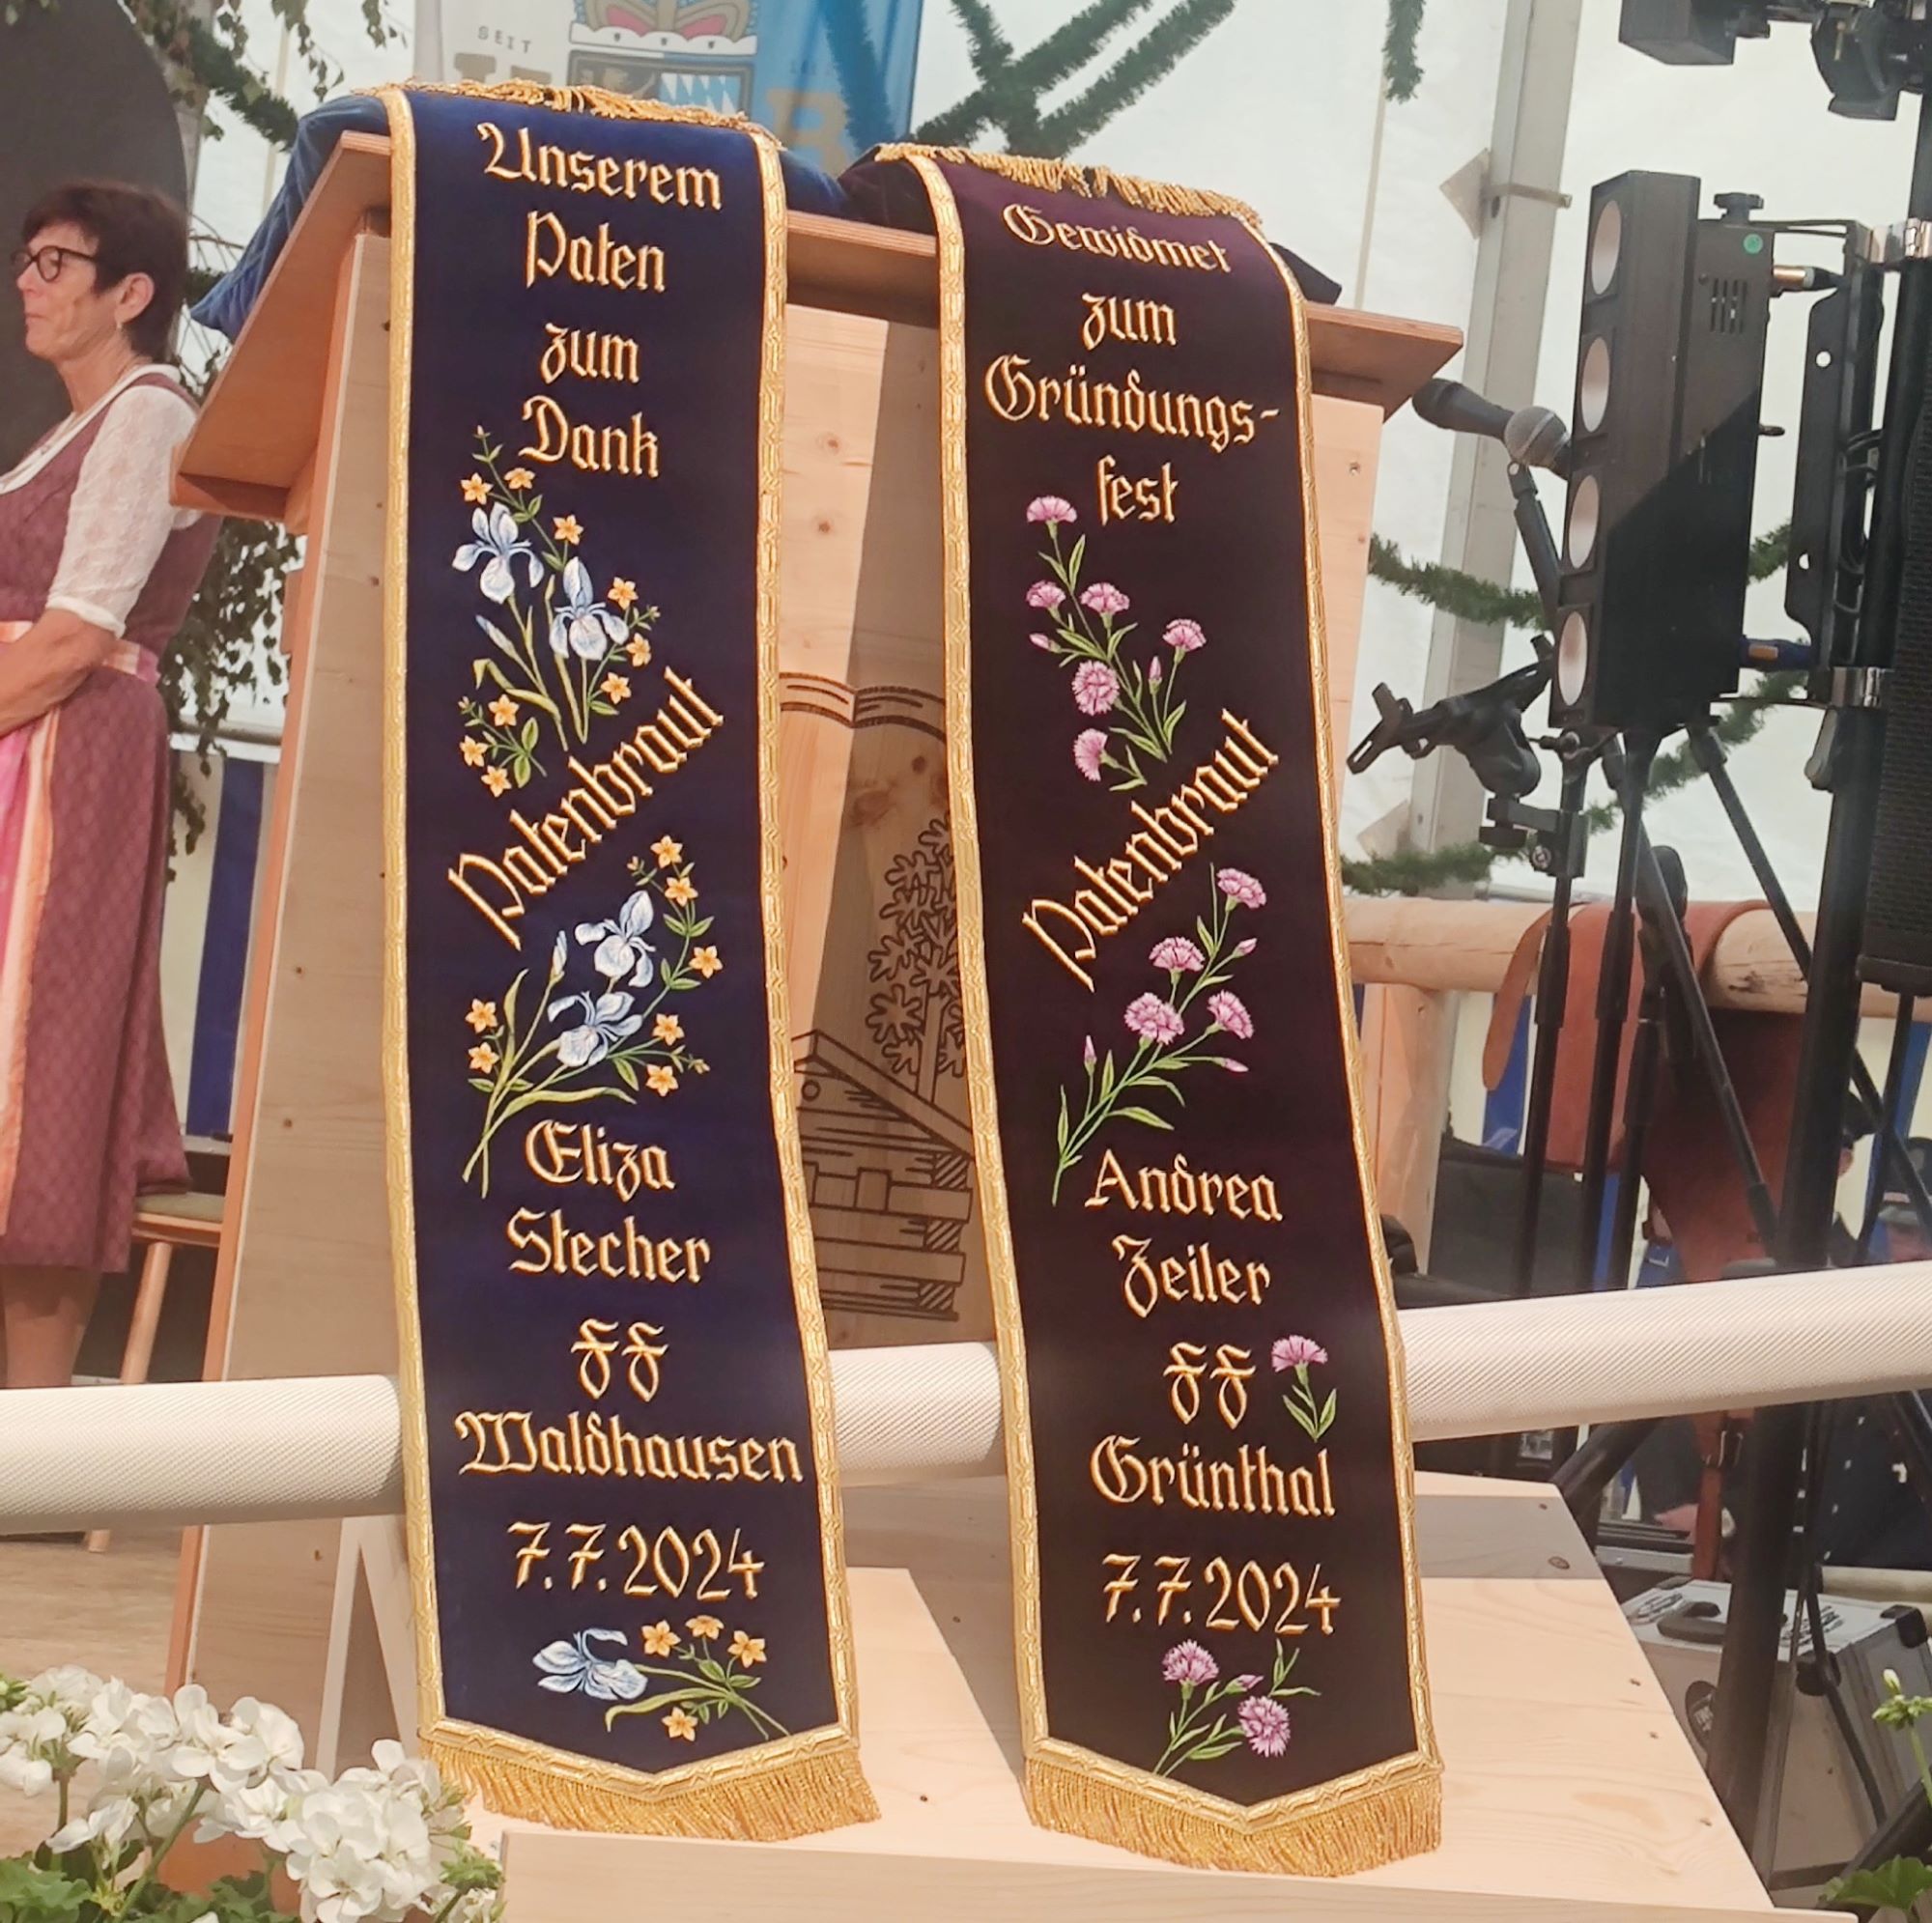 SEIT
Unserem
Paten
zum
Dank
Patenbraut
Eliza
Stecher
FF
Waldhausen
7.7.2024
Gewidmet
zum
Gründungs-
fest
Patenbraut
Andrea
Zeiler
FF
Grünthal
7.7.2024